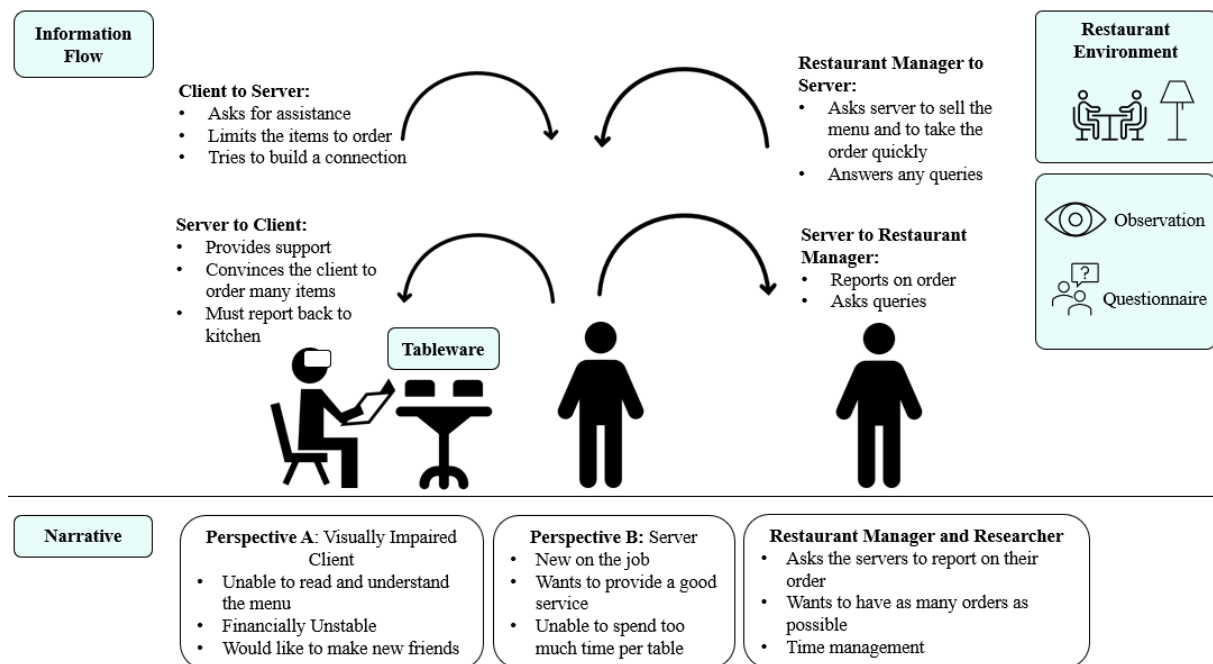 Information
Flow
Client to Server:
• Asks for assistance
• Limits the items to order
• Tries to build a connection
Restaurant Manager to
Server:
• Asks server to sell the
menu and to take the
order quickly
• Answers any queries
Restaurant
Environment
Server to Client:
• Provides support
• Convinces the client to
order many items
• Must report back to
kitchen
Server to Restaurant
Manager:
• Reports on order
• Asks queries
Observation
?
Questionnaire
Tableware
Narrative
Perspective A: Visually Impaired
Client
• Unable to read and understand
the menu
• Financially Unstable
• Would like to make new friends
Perspective B: Server
• New on the job
• Wants to provide a good
service
• Unable to spend too
much time per table
Restaurant Manager and Researcher
• Asks the servers to report on their
order
• Wants to have as many orders as
possible
• Time management